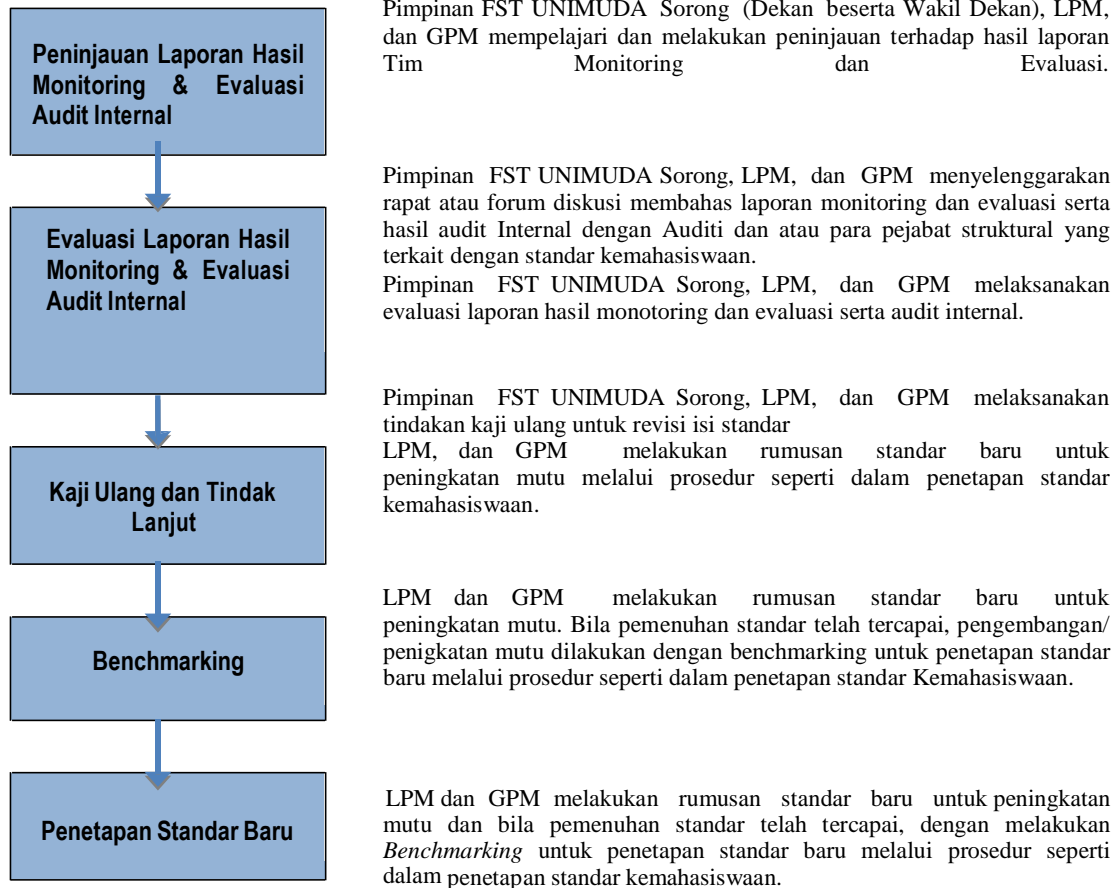 Pimpinan FST UNIMUDA Sorong (Dekan beserta Wakil Dekan), LPM,
dan GPM mempelajari dan melakukan peninjauan terhadap hasil laporan
Tim Monitoring dan Evaluasi.
Peninjauan Laporan Hasil
Monitoring & Evaluasi
Audit Internal
Pimpinan FST UNIMUDA Sorong, LPM, dan GPM menyelenggarakan
rapat atau forum diskusi membahas laporan monitoring dan evaluasi serta
hasil audit Internal dengan Auditi dan atau para pejabat struktural yang
terkait dengan standar kemahasiswaan.
Pimpinan FST UNIMUDA Sorong, LPM, dan GPM melaksanakan
evaluasi laporan hasil monotoring dan evaluasi serta audit internal.
Evaluasi Laporan Hasil
Monitoring & Evaluasi
Audit Internal
Pimpinan FST UNIMUDA Sorong, LPM, dan GPM melaksanakan
tindakan kaji ulang untuk revisi isi standar
LPM, dan GPM melakukan rumusan standar baru untuk
peningkatan mutu melalui prosedur seperti dalam penetapan standar
kemahasiswaan.
Kaji Ulang dan Tindak
Lanjut
LPM dan GPM melakukan rumusan standar baru untuk
peningkatan mutu. Bila pemenuhan standar telah tercapai, pengembangan/
penigkatan mutu dilakukan dengan benchmarking untuk penetapan standar
baru melalui prosedur seperti dalam penetapan standar Kemahasiswaan.
Benchmarking
LPM dan GPM melakukan rumusan standar baru untuk peningkatan
mutu dan bila pemenuhan standar telah tercapai, dengan melakukan
Benchmarking untuk penetapan standar baru melalui prosedur seperti
dalam penetapan standar kemahasiswaan.
Penetapan Standar Baru